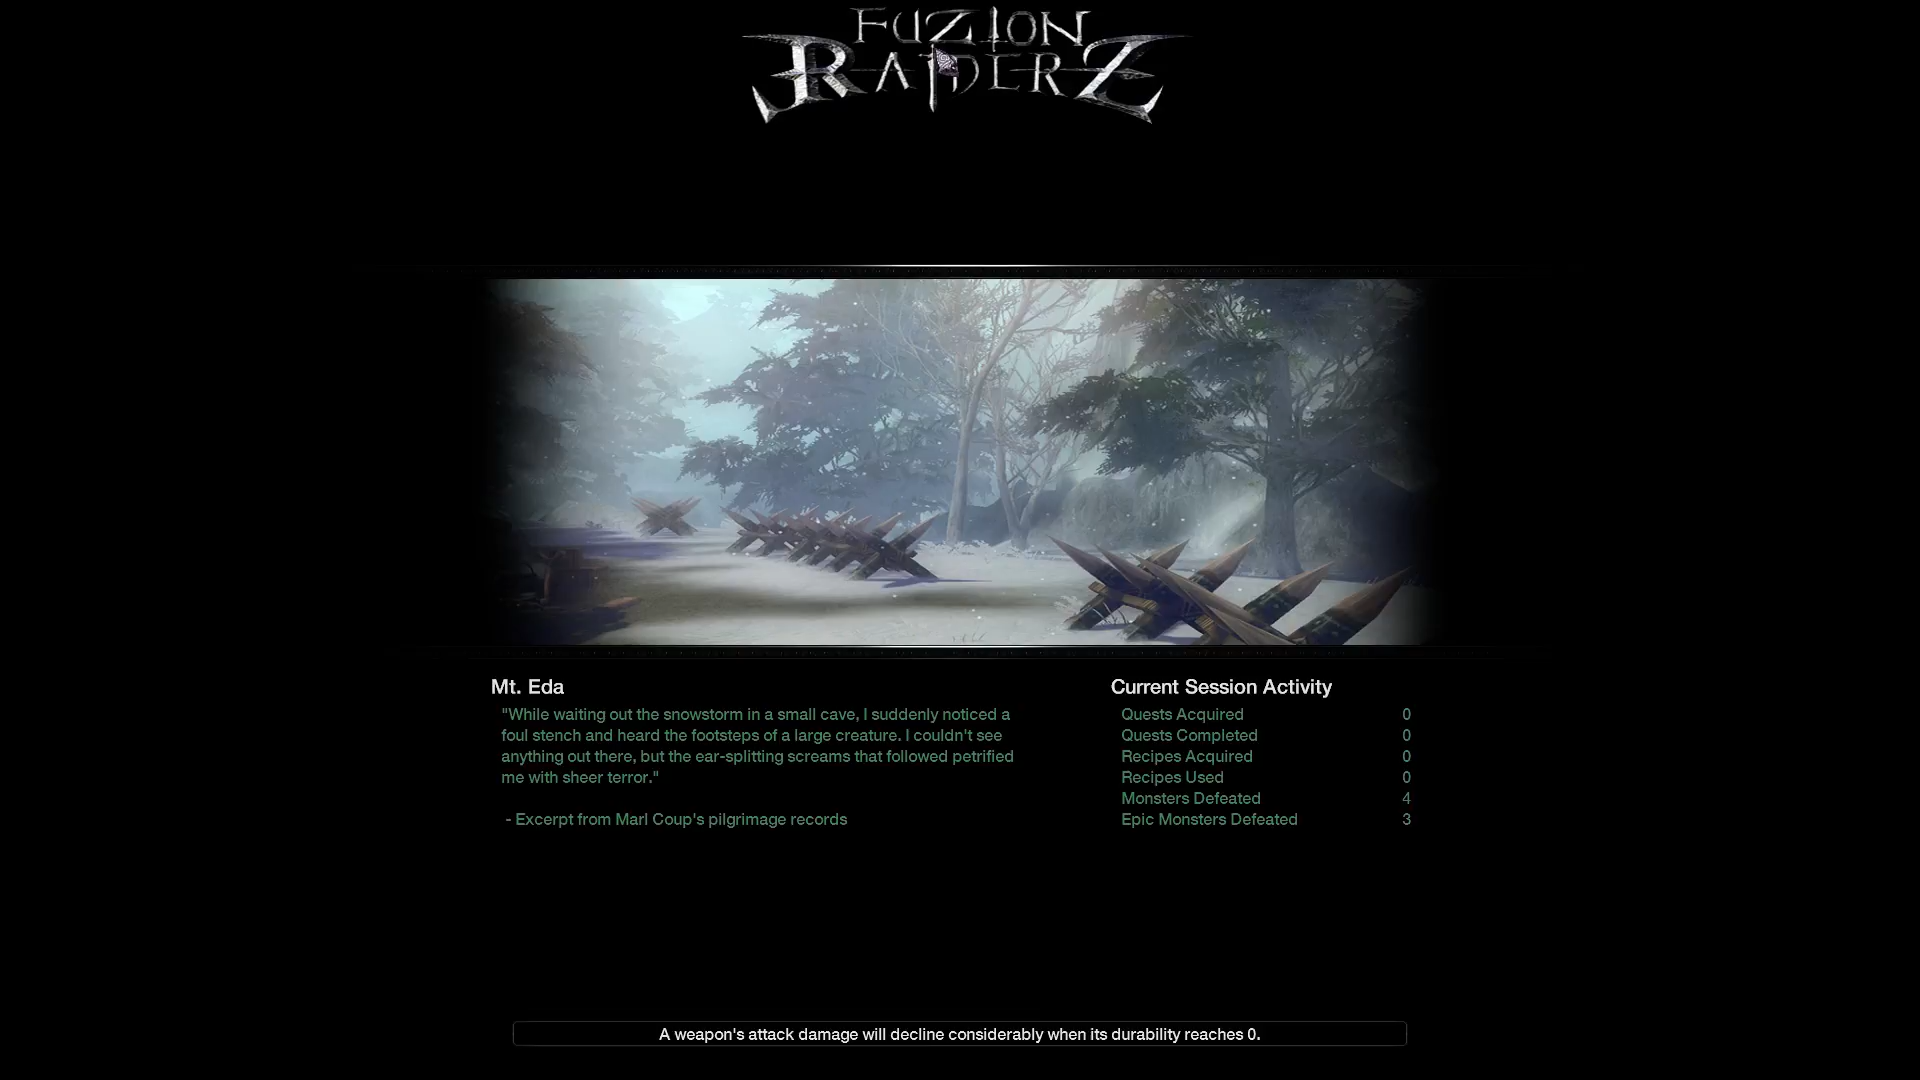 FUZION
RAIDERZ
Mt. Eda
"While waiting out the snowstorm in a small cave, I suddenly noticed a
foul stench and heard the footsteps of a large creature. I couldn't see
anything out there, but the ear-splitting screams that followed petrified
me with sheer terror."
- Excerpt from Marl Coup's pilgrimage records
Current Session Activity
Quests Acquired 0
Quests Completed 0
Recipes Acquired 0
Recipes Used 0
Monsters Defeated 4
Epic Monsters Defeated 3
A weapon's attack damage will decline considerably when its durability reaches 0.